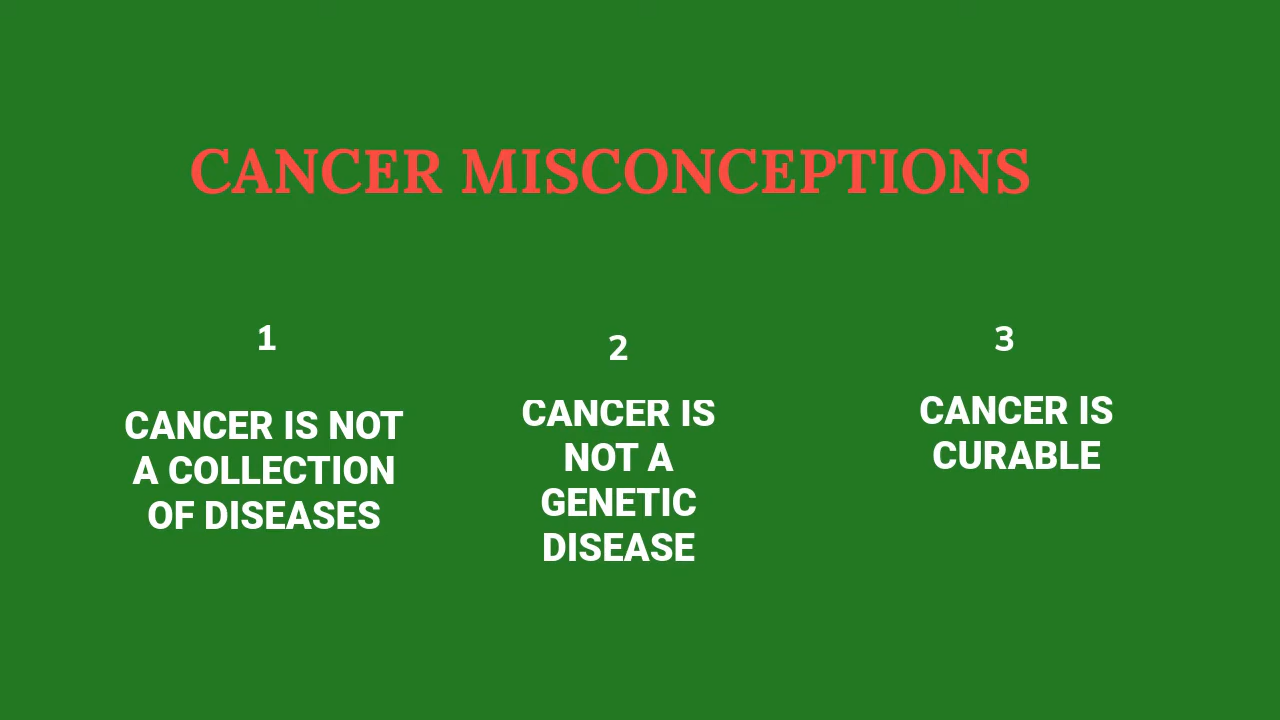 CANCER MISCONCEPTIONS
1
CANCER IS NOT
A COLLECTION
OF DISEASES
2
CANCER IS
NOT A
GENETIC
DISEASE
3
CANCER IS
CURABLE